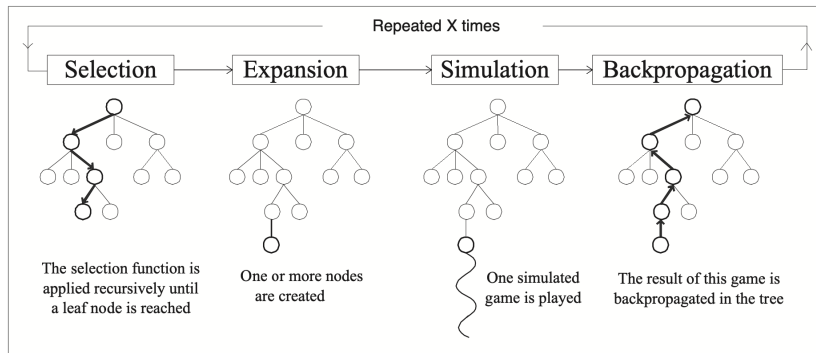 Repeated X times
Selection
Expansion
Simulation
Backpropagation
The selection function is
applied recursively until
a leaf node is reached
One or more nodes
are created
One simulated
game is played
The result of this game is
backpropagated in the tree